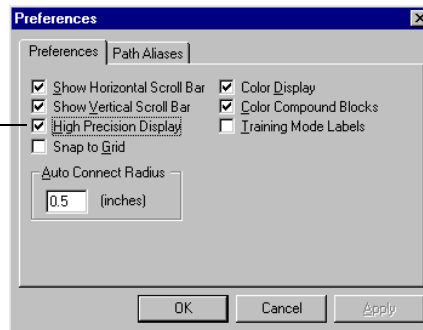 Preferences
Preferences Path Aliases
Show Horizontal Scroll Bar Color Display
Show Vertical Scroll Bar Color Compound Blocks
High Precision Display Training Mode Labels
Snap to Grid
Auto Connect Radius
0.5 (inches)
OK Cancel Apply